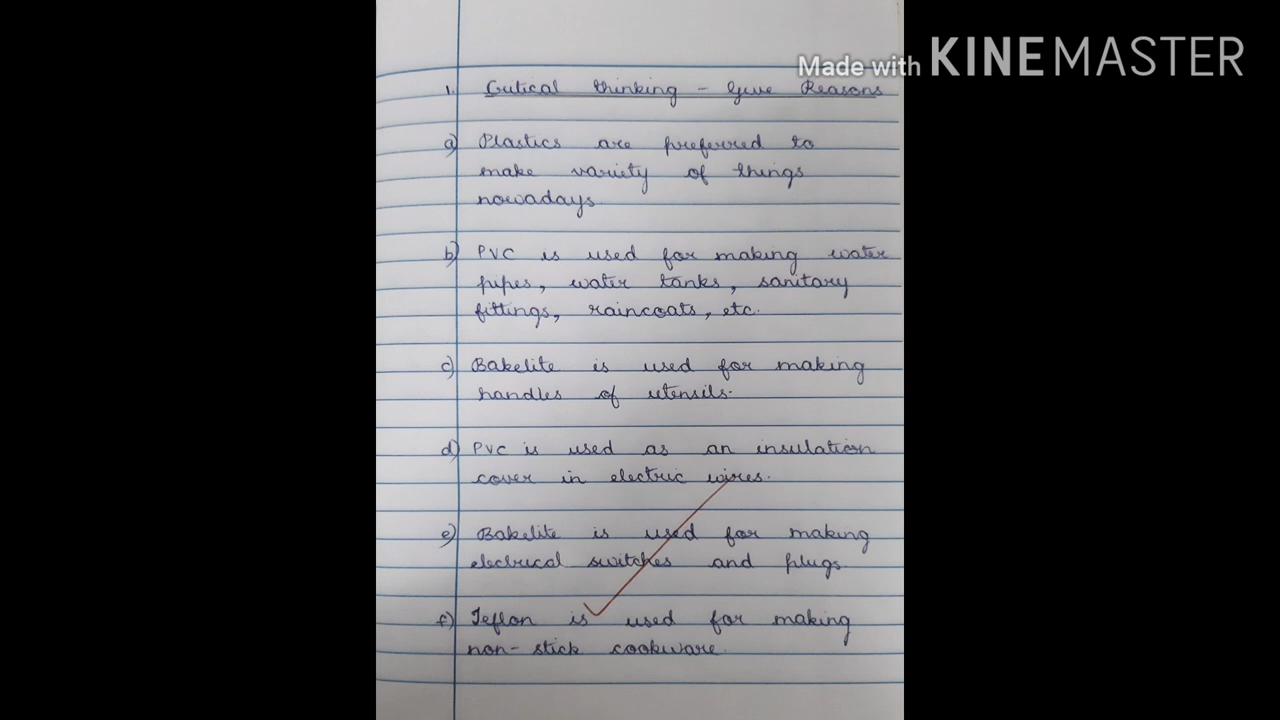 Made with KINEMASTER
1. Critical thinking - Give Reasons
a) Plastics are preferred to
make variety of things
nowadays.
b) PVC is used for making water
pipes, water tanks, sanitary
fittings, raincoats, etc.
c) Bakelite is used for making
handles of utensils.
d) PVC is used as an insulation
cover in electric wires.
e) Bakelite is used for making
electrical switches and plugs.
f) Teflon is used for making
non-stick cookware.